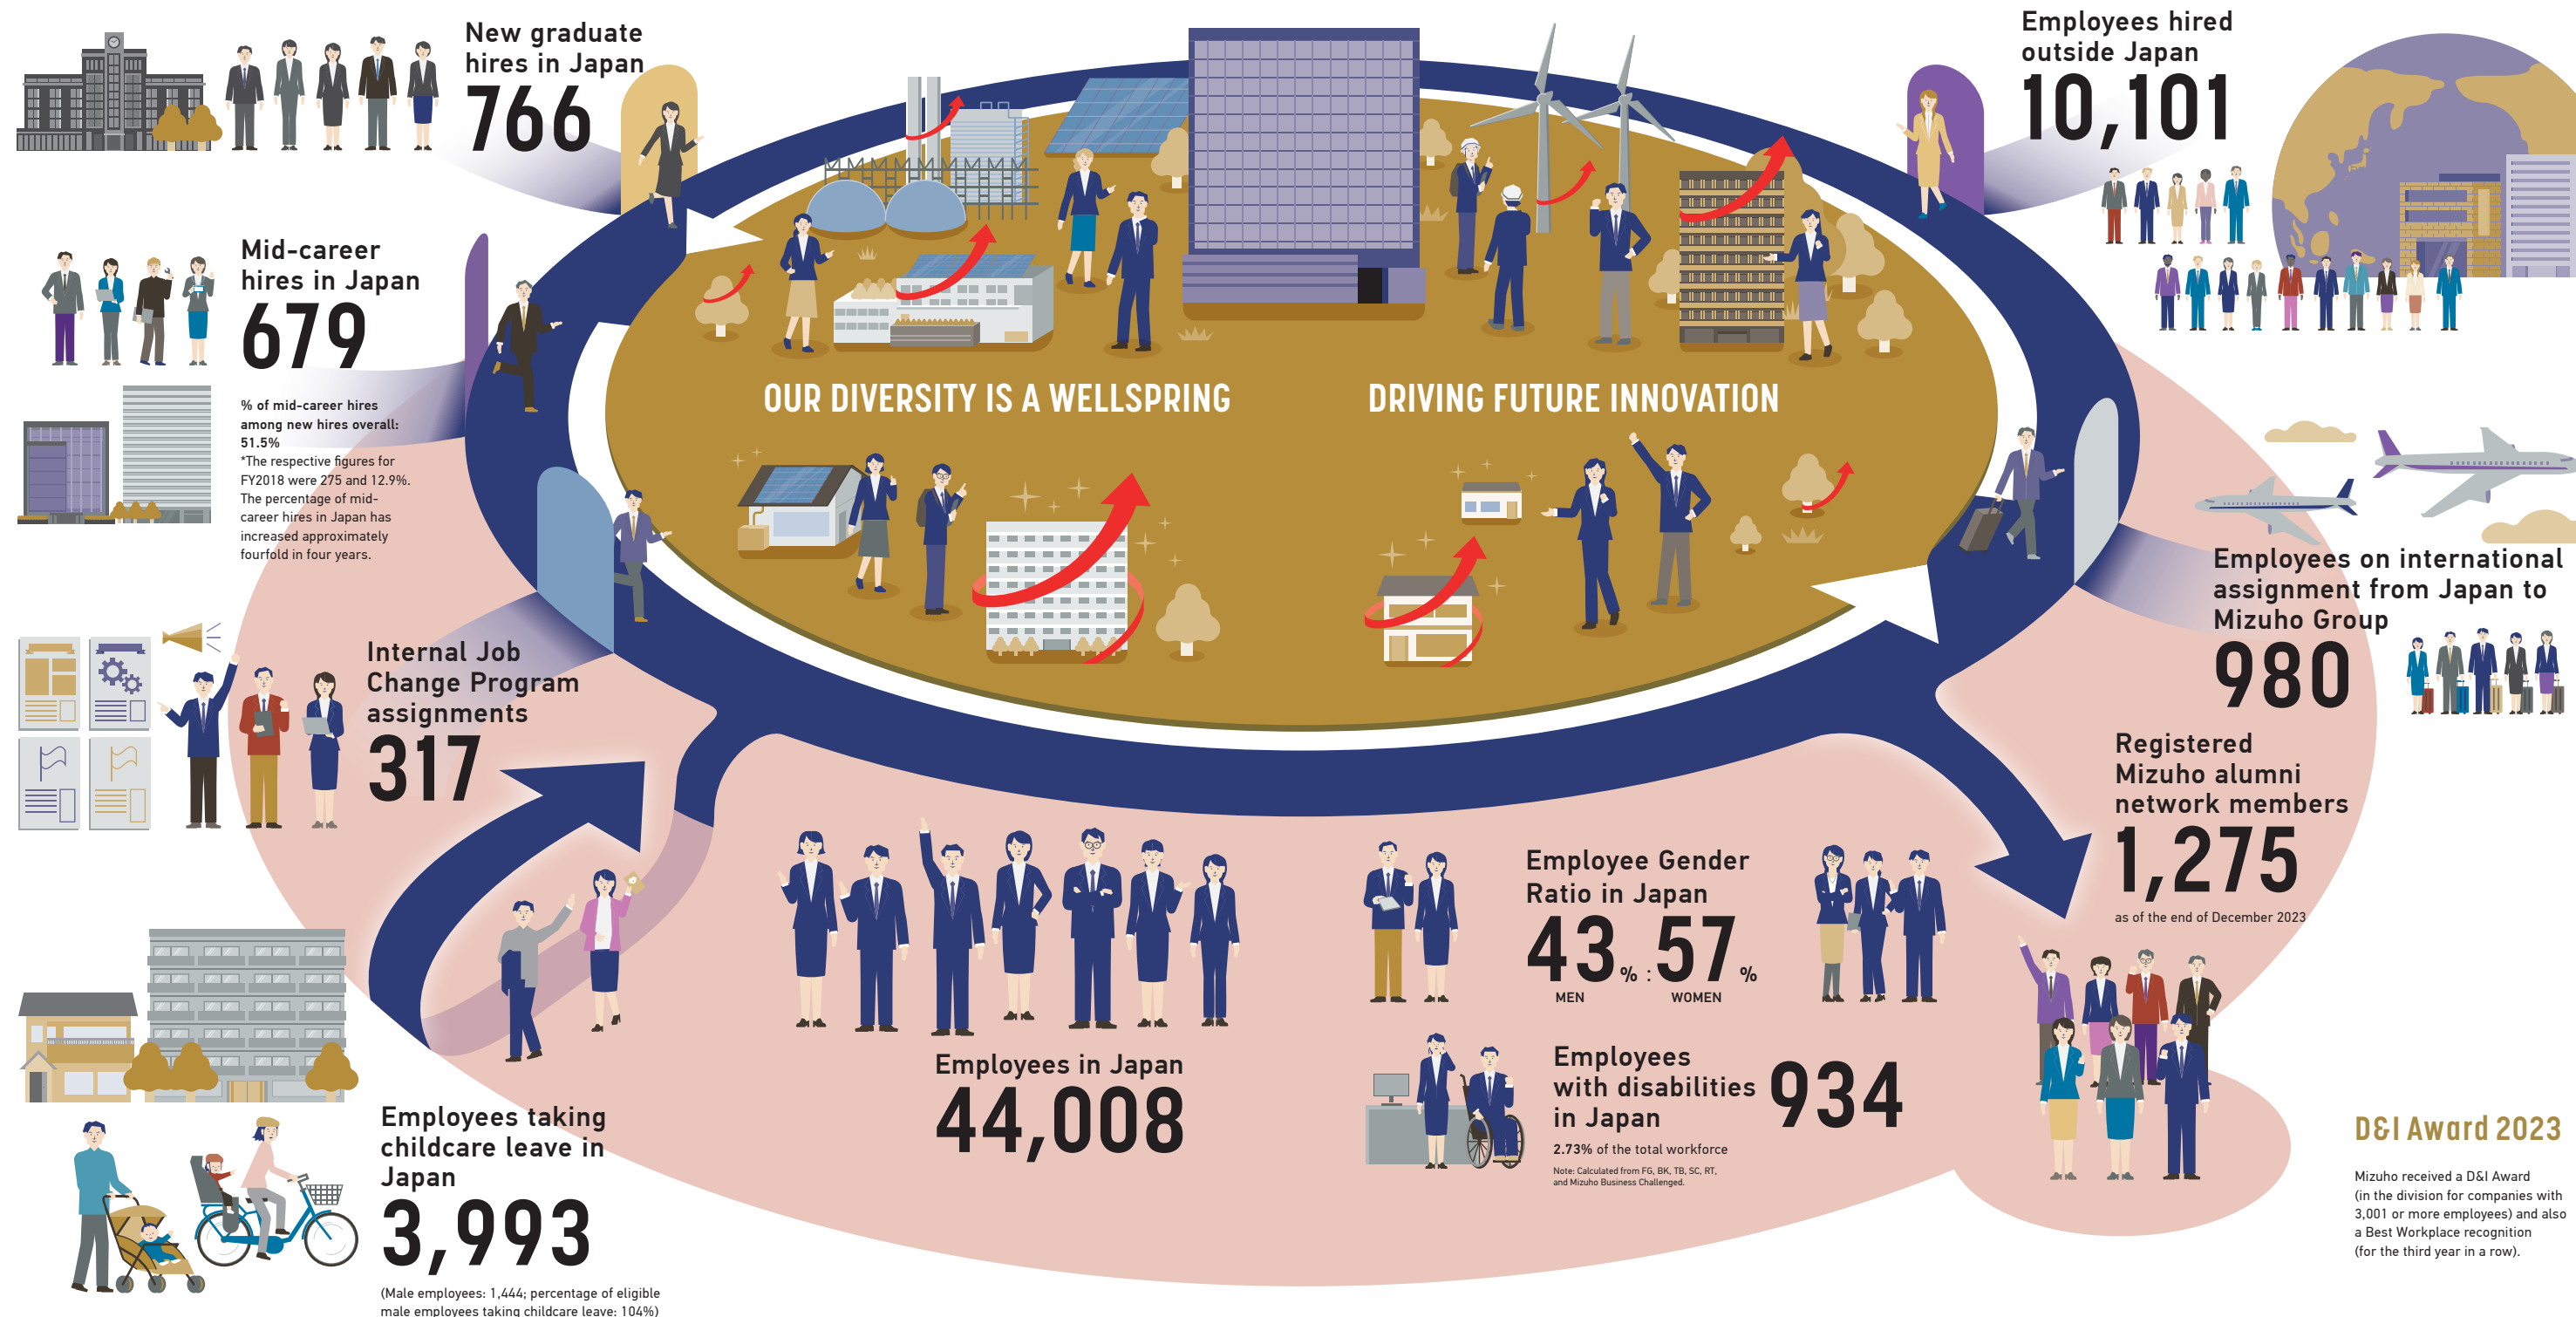 New graduate
hires in Japan
766
Mid-career
hires in Japan
679
% of mid-career hires
among new hires overall:
51.5%
*The respective figures for
FY2018 were 275 and 12.9%.
The percentage of mid-
career hires in Japan has
increased approximately
fourfold in four years.
Internal Job
Change Program
assignments
317
Employees taking
childcare leave in
Japan
3,993
(Male employees: 1,444; percentage of eligible
male employees taking childcare leave: 104%)
OUR DIVERSITY IS A WELLSPRING
DRIVING FUTURE INNOVATION
Employees in Japan
44,008
Employee Gender
Ratio in Japan
43% : 57%
MEN WOMEN
Employees
with disabilities
in Japan
934
2.73% of the total workforce
Note: Calculated from FG, BK, TB, SC, RT,
and Mizuho Business Challenged.
Employees hired
outside Japan
10,101
Employees on international
assignment from Japan to
Mizuho Group
980
Registered
Mizuho alumni
network members
1,275
as of the end of December 2023
D&I Award 2023
Mizuho received a D&I Award
(in the division for companies with
3,001 or more employees) and also
a Best Workplace recognition
(for the third year in a row).